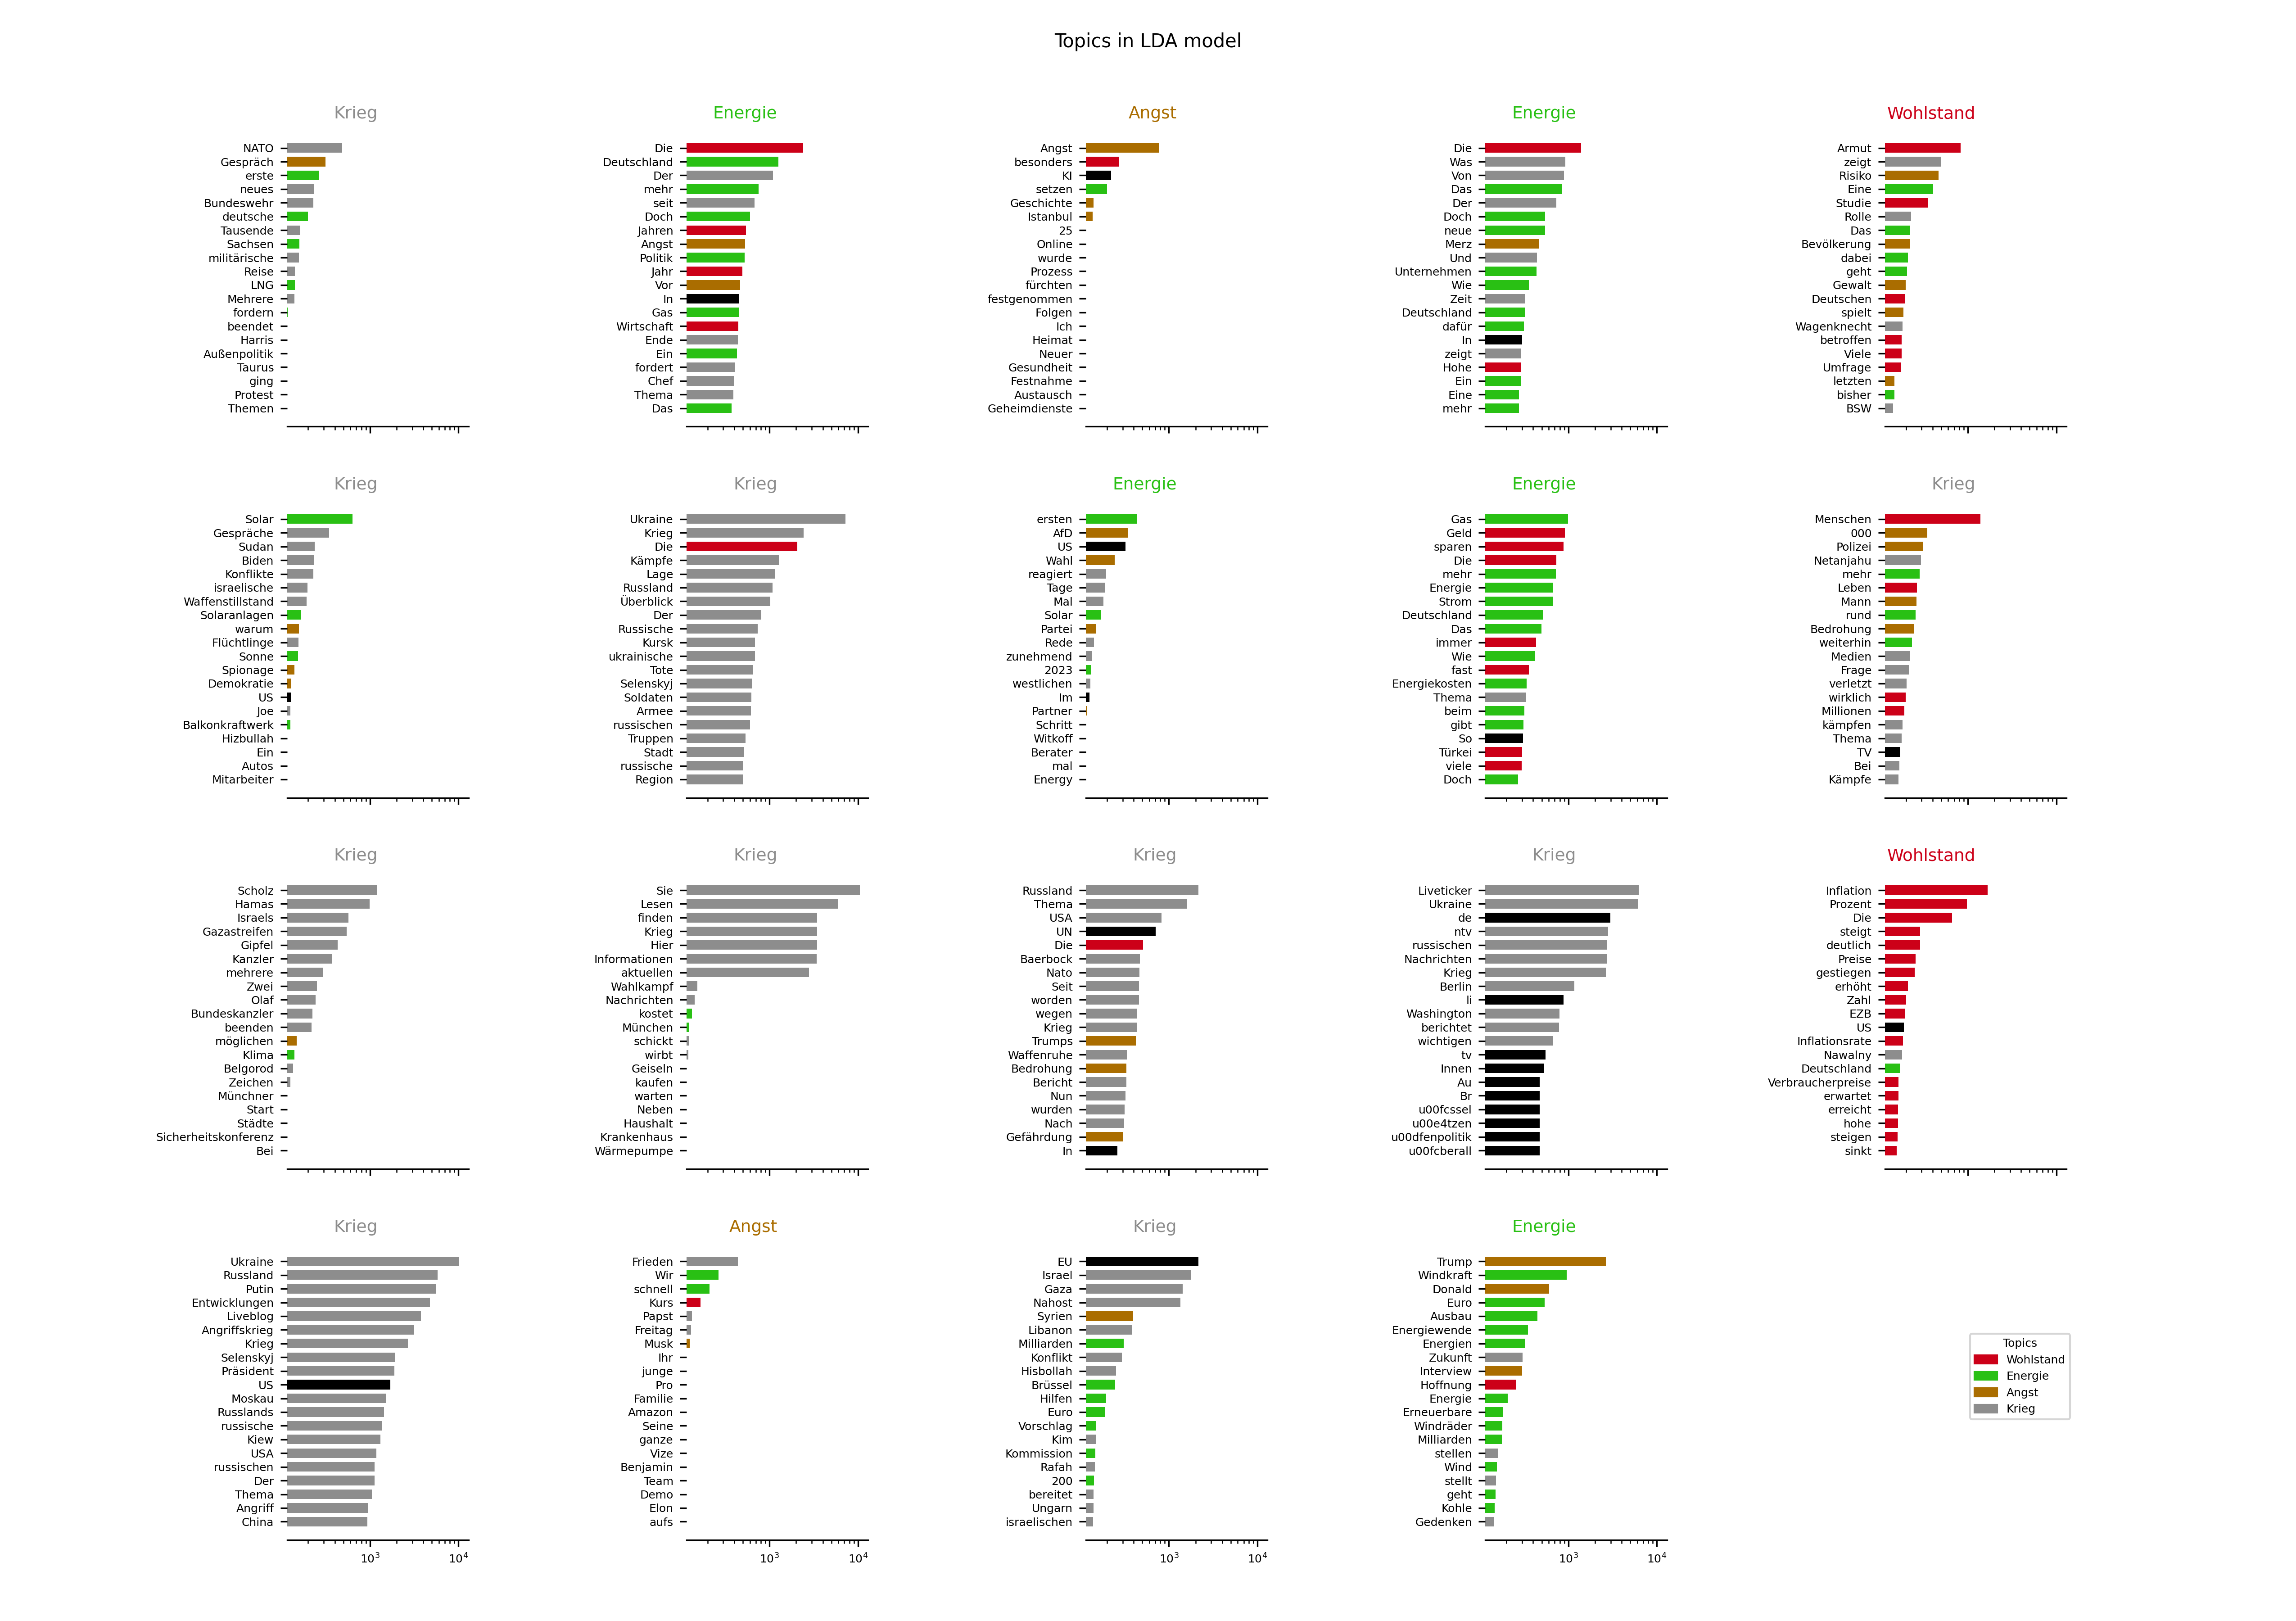 Topics in LDA model
Krieg
NATO
Gespräch
erste
neues
Bundeswehr
deutsche
Tausende
Sachsen
militärische
Reise
LNG
Mehrere
fordern
beendet
Harris
Außenpolitik
Taurus
ging
Protest
Themen
Energie
Die
Deutschland
Der
mehr
seit
Doch
Jahren
Angst
Politik
Jahr
Vor
In
Gas
Wirtschaft
Ende
Ein
fordert
Chef
Thema
Das
Angst
Angst
besonders
KI
setzen
Geschichte
Istanbul
25
Online
wurde
Prozess
fürchten
festgenommen
Folgen
Ich
Heimat
Neuer
Gesundheit
Festnahme
Austausch
Geheimdienste
Energie
Die
Was
Von
Das
Der
Doch
neue
Merz
Und
Unternehmen
Wie
Zeit
Deutschland
dafür
In
zeigt
Hohe
Ein
Eine
mehr
Wohlstand
Armut
zeigt
Risiko
Eine
Studie
Rolle
Das
Bevölkerung
dabei
geht
Gewalt
Deutschen
spielt
Wagenknecht
betroffen
Viele
Umfrage
letzten
bisher
BSW
Krieg
Solar
Gespräche
Sudan
Biden
Konflikte
israelische
Waffenstillstand
Solaranlagen
warum
Flüchtlinge
Sonne
Spionage
Demokratie
US
Joe
Balkonkraftwerk
Hizbullah
Ein
Autos
Mitarbeiter
Krieg
Ukraine
Krieg
Die
Kämpfe
Lage
Russland
Überblick
Der
Russische
Kursk
ukrainische
Tote
Selenskyj
Soldaten
Armee
russischen
Truppen
Stadt
russische
Region
Energie
ersten
AfD
US
Wahl
reagiert
Tage
Mal
Solar
Partei
Rede
zunehmend
2023
westlichen
Im
Partner
Schritt
Witkoff
Berater
mal
Energy
Energie
Gas
Geld
sparen
Die
mehr
Energie
Strom
Deutschland
Das
immer
Wie
fast
Energiekosten
Thema
beim
gibt
So
Türkei
viele
Doch
Krieg
Menschen
000
Polizei
Netanjahu
mehr
Leben
Mann
rund
Bedrohung
weiterhin
Medien
Frage
verletzt
wirklich
Millionen
kämpfen
Thema
TV
Bei
Kämpfe
Krieg
Scholz
Hamas
Israels
Gazastreifen
Gipfel
Kanzler
mehrere
Zwei
Olaf
Bundeskanzler
beenden
möglichen
Klima
Belgorod
Zeichen
Münchner
Start
Städte
Sicherheitskonferenz
Bei
Krieg
Sie
Lesen
finden
Krieg
Hier
Informationen
aktuellen
Wahlkampf
Nachrichten
kostet
München
schickt
wirbt
Geiseln
kaufen
warten
Neben
Haushalt
Krankenhaus
Wärmepumpe
Krieg
Russland
Thema
USA
UN
Die
Baerbock
Nato
Seit
worden
wegen
Krieg
Trumps
Waffenruhe
Bedrohung
Bericht
Nun
wurden
Nach
Gefährdung
In
Krieg
Liveticker
Ukraine
de
ntv
russischen
Nachrichten
Krieg
Berlin
li
Washington
berichtet
wichtigen
tv
Innen
Au
Br
u00fcssel
u00e4tzen
u00dfenpolitik
u00fcberall
Wohlstand
Inflation
Prozent
Die
steigt
deutlich
Preise
gestiegen
erhöht
Zahl
EZB
US
Inflationsrate
Nawalny
Deutschland
Verbraucherpreise
erwartet
erreicht
hohe
steigen
sinkt
Krieg
Ukraine
Russland
Putin
Entwicklungen
Liveblog
Angriffskrieg
Krieg
Selenskyj
Präsident
US
Moskau
Russlands
russische
Kiew
USA
russischen
Der
Thema
Angriff
China
10³ 10⁴
Angst
Frieden
Wir
schnell
Kurs
Papst
Freitag
Musk
Ihr
junge
Pro
Familie
Amazon
Seine
ganze
Vize
Benjamin
Team
Demo
Elon
aufs
10³ 10⁴
Krieg
EU
Israel
Gaza
Nahost
Syrien
Libanon
Milliarden
Konflikt
Hisbollah
Brüssel
Hilfen
Euro
Vorschlag
Kim
Kommission
Rafah
200
bereitet
Ungarn
israelischen
10³ 10⁴
Energie
Trump
Windkraft
Donald
Euro
Ausbau
Energiewende
Energien
Zukunft
Interview
Hoffnung
Energie
Erneuerbare
Windräder
Milliarden
stellen
Wind
stellt
geht
Kohle
Gedenken
10³ 10⁴
Topics
Wohlstand
Energie
Angst
Krieg